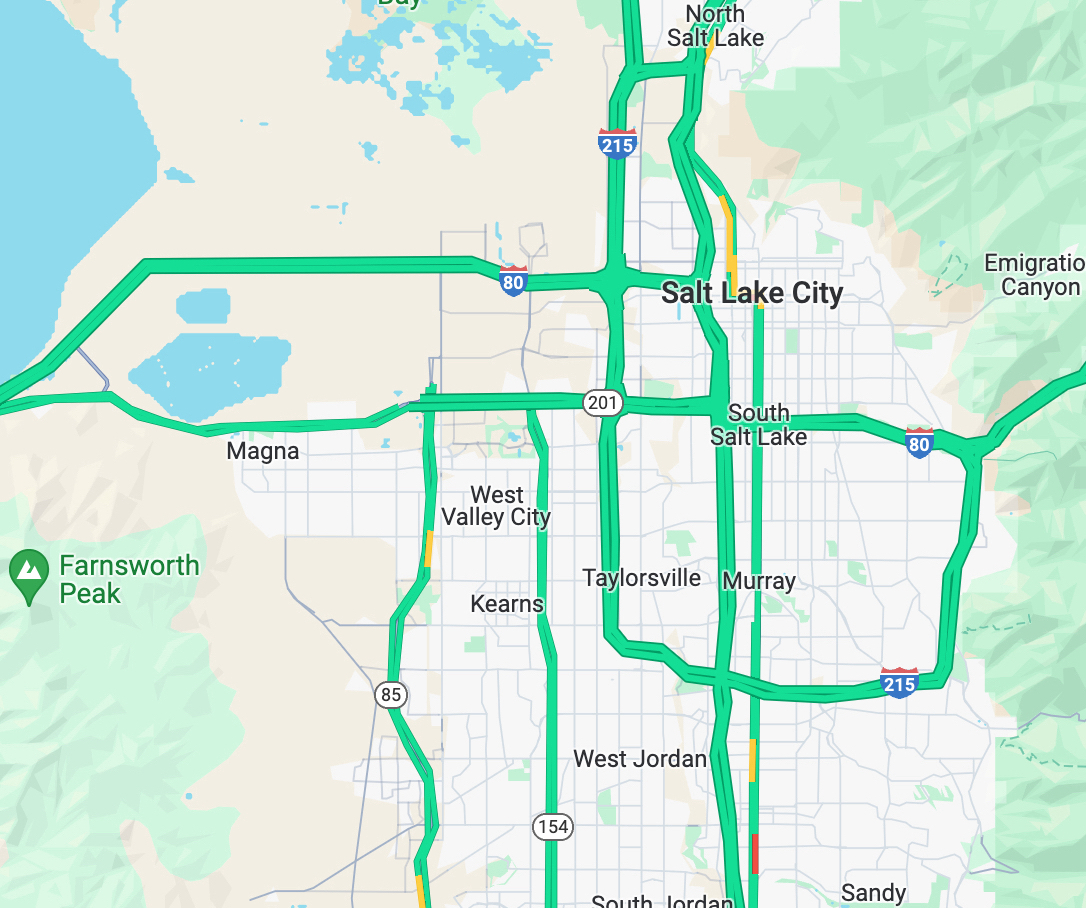 Bay
North
Salt Lake
215
Emigratio
Canyon
80
Salt Lake City
201
South
Salt Lake
80
Magna
West
Valley City
Farnsworth
Peak
Taylorsville
Murray
Kearns
215
85
West Jordan
154
Sandy
South Jordan